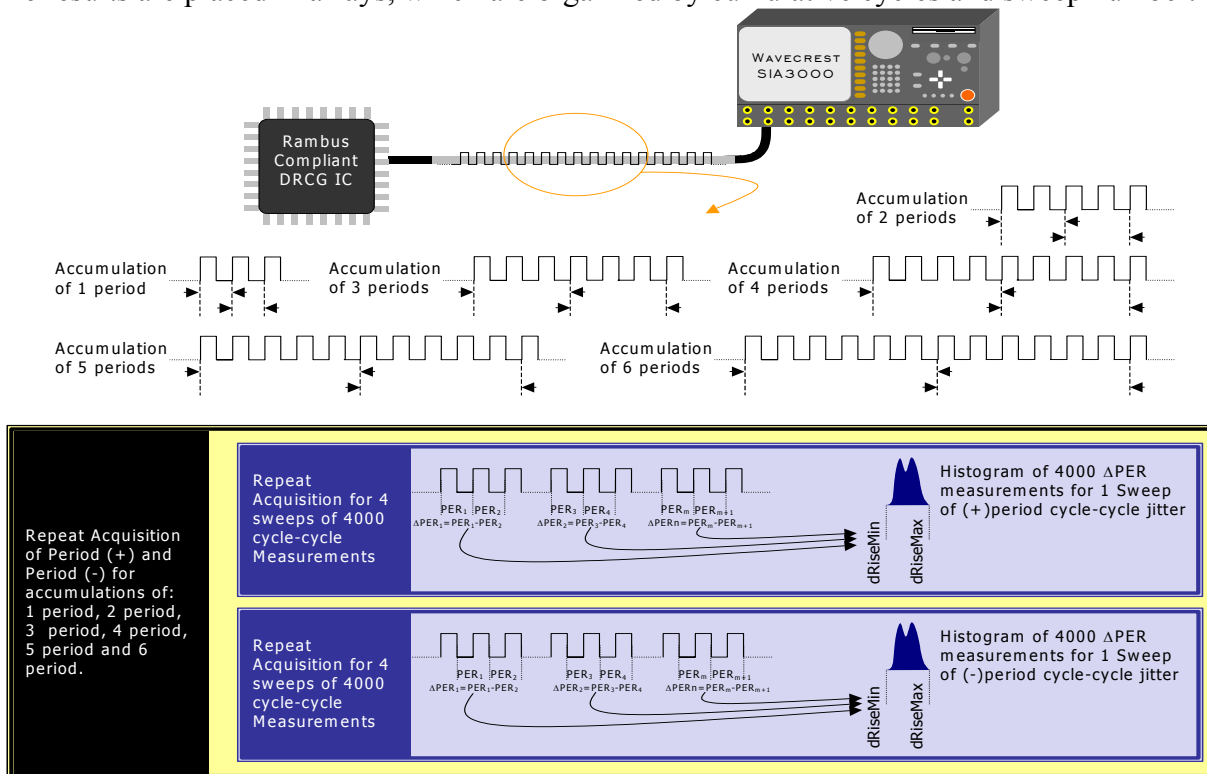 WAVECREST
SIA3000
Rambus
Compliant
DRCG IC
Accumulation
of 2 periods
Accumulation
of 1 period
Accumulation
of 3 periods
Accumulation
of 4 periods
Accumulation
of 5 periods
Accumulation
of 6 periods
Repeat Acquisition
of Period (+) and
Period (-) for
accumulations of:
1 period, 2 period,
3 period, 4 period,
5 period and 6
period.
Repeat
Acquisition for 4
sweeps of 4000
cycle-cycle
Measurements
PER1 PER2 PER3 PER4 PERm PERm+1
ΔPER1=PER1-PER2 ΔPER2=PER3-PER4 ΔPERn=PERm-PERm+1
dRiseMin
dRiseMax
Histogram of 4000 ΔPER
measurements for 1 Sweep
of (+)period cycle-cycle jitter
Repeat
Acquisition for 4
sweeps of 4000
cycle-cycle
Measurements
PER1 PER2 PER3 PER4 PERm PERm+1
ΔPER1=PER1-PER2 ΔPER2=PER3-PER4 ΔPERn=PERm-PERm+1
dRiseMin
dRiseMax
Histogram of 4000 ΔPER
measurements for 1 Sweep
of (-)period cycle-cycle jitter